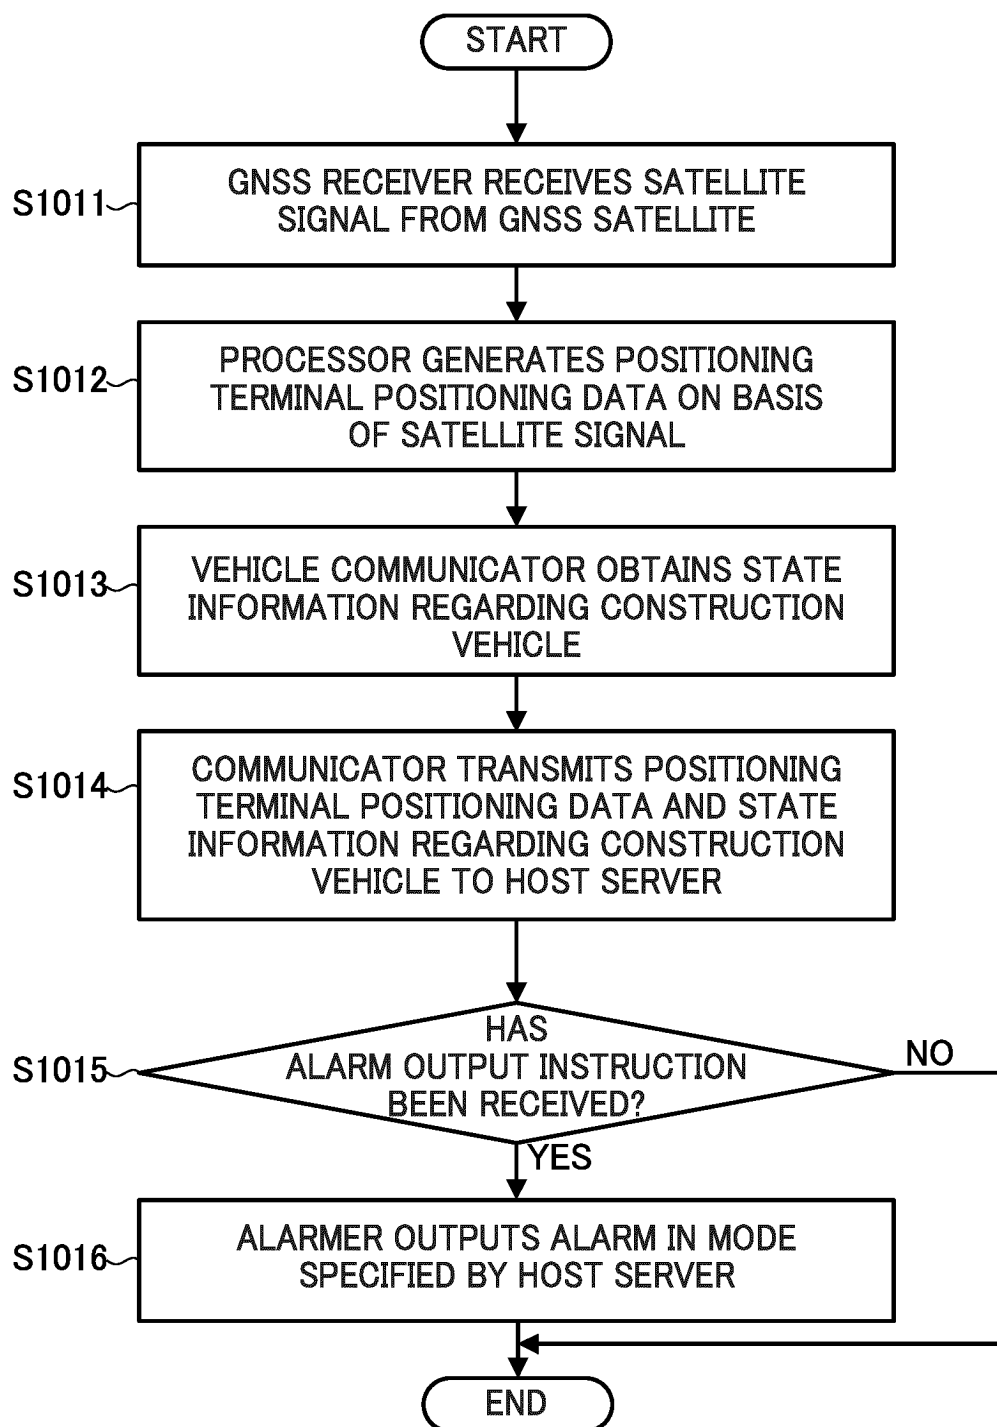 START
S1011
GNSS RECEIVER RECEIVES SATELLITE
SIGNAL FROM GNSS SATELLITE
S1012
PROCESSOR GENERATES POSITIONING
TERMINAL POSITIONING DATA ON BASIS
OF SATELLITE SIGNAL
S1013
VEHICLE COMMUNICATOR OBTAINS STATE
INFORMATION REGARDING CONSTRUCTION
VEHICLE
S1014
COMMUNICATOR TRANSMITS POSITIONING
TERMINAL POSITIONING DATA AND STATE
INFORMATION REGARDING CONSTRUCTION
VEHICLE TO HOST SERVER
S1015
HAS
ALARM OUTPUT INSTRUCTION
BEEN RECEIVED?
NO
YES
S1016
ALARMER OUTPUTS ALARM IN MODE
SPECIFIED BY HOST SERVER
END